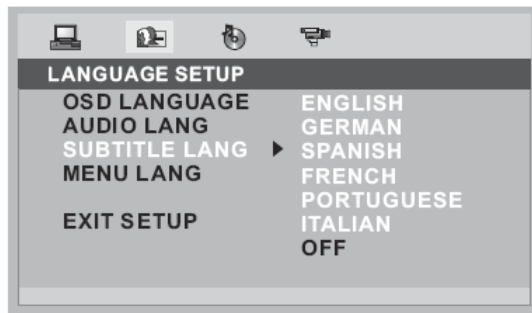 LANGUAGE SETUP
OSD LANGUAGE
AUDIO LANG
SUBTITLE LANG
MENU LANG
EXIT SETUP
ENGLISH
GERMAN
SPANISH
FRENCH
PORTUGUESE
ITALIAN
OFF